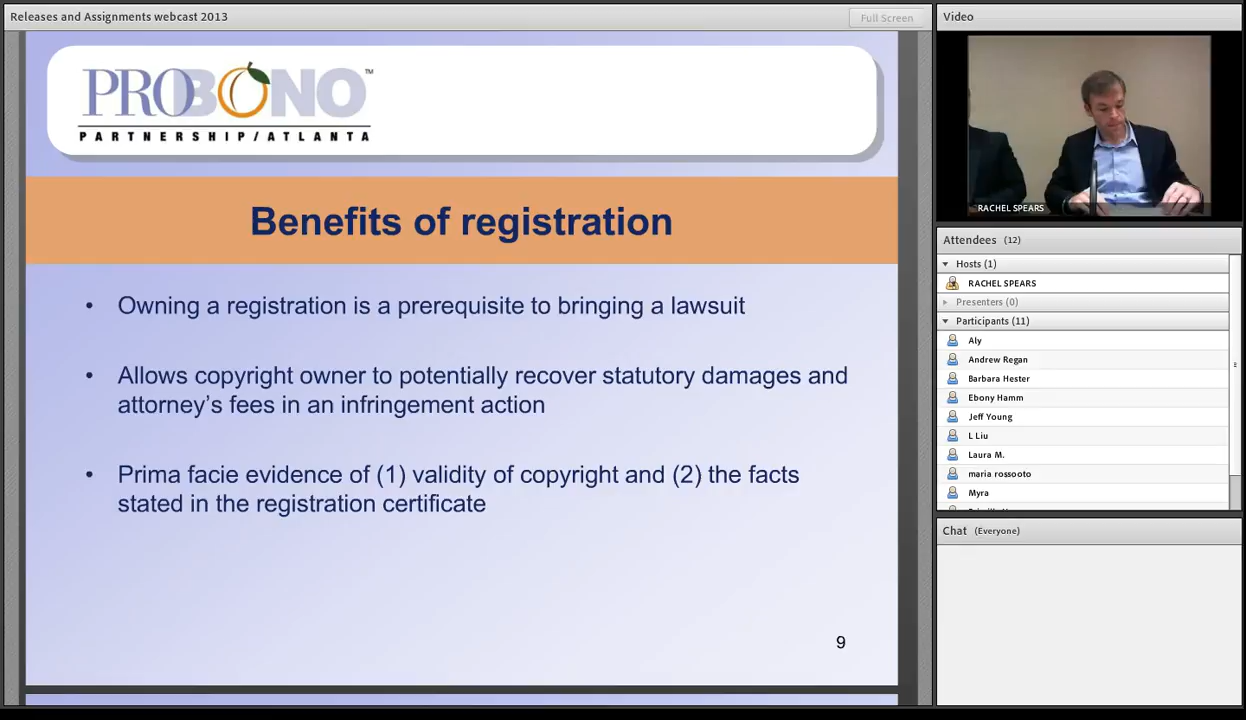 Releases and Assignments webcast 2013
Full Screen
PROBONO™
PARTNERSHIP/ATLANTA
Benefits of registration
• Owning a registration is a prerequisite to bringing a lawsuit
• Allows copyright owner to potentially recover statutory damages and
attorney's fees in an infringement action
• Prima facie evidence of (1) validity of copyright and (2) the facts
stated in the registration certificate
9
Video
RACHEL SPEARS
Attendees (12)
Hosts (1)
RACHEL SPEARS
Presenters (0)
Participants (11)
Aly
Andrew Regan
Barbara Hester
Ebony Hamm
Jeff Young
L Liu
Laura M.
maria rossooto
Myra
Chat (Everyone)